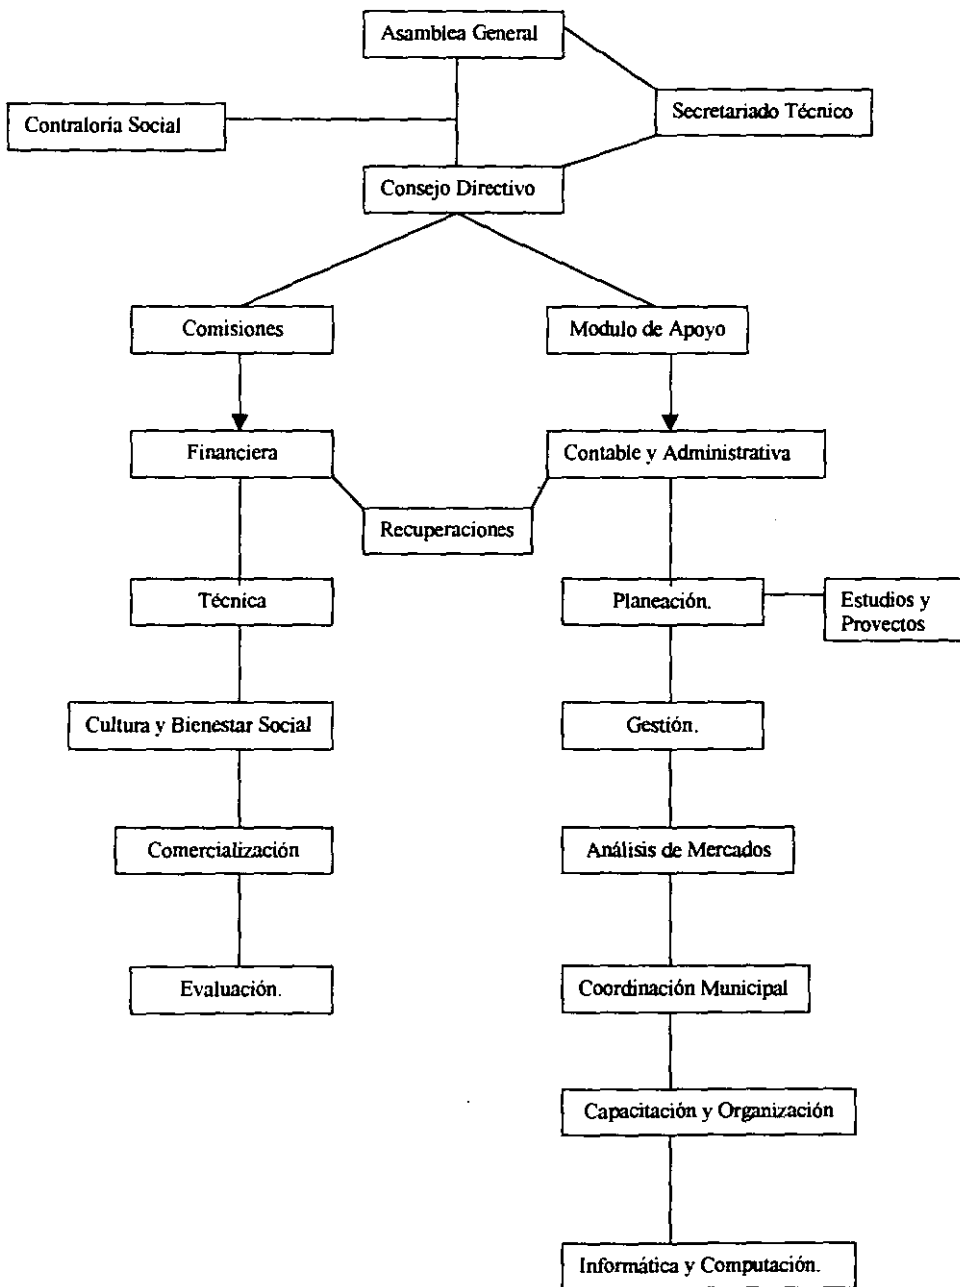 Asamblea General
Secretariado Técnico
Contraloría Social
Consejo Directivo
Comisiones
Modulo de Apoyo
Financiera
Contable y Administrativa
Recuperaciones
Técnica
Planeación.
Estudios y
Provectos
Cultura y Bienestar Social
Gestión.
Comercialización
Análisis de Mercados
Evaluación.
Coordinación Municipal
Capacitación y Organización
Informática y Computación.